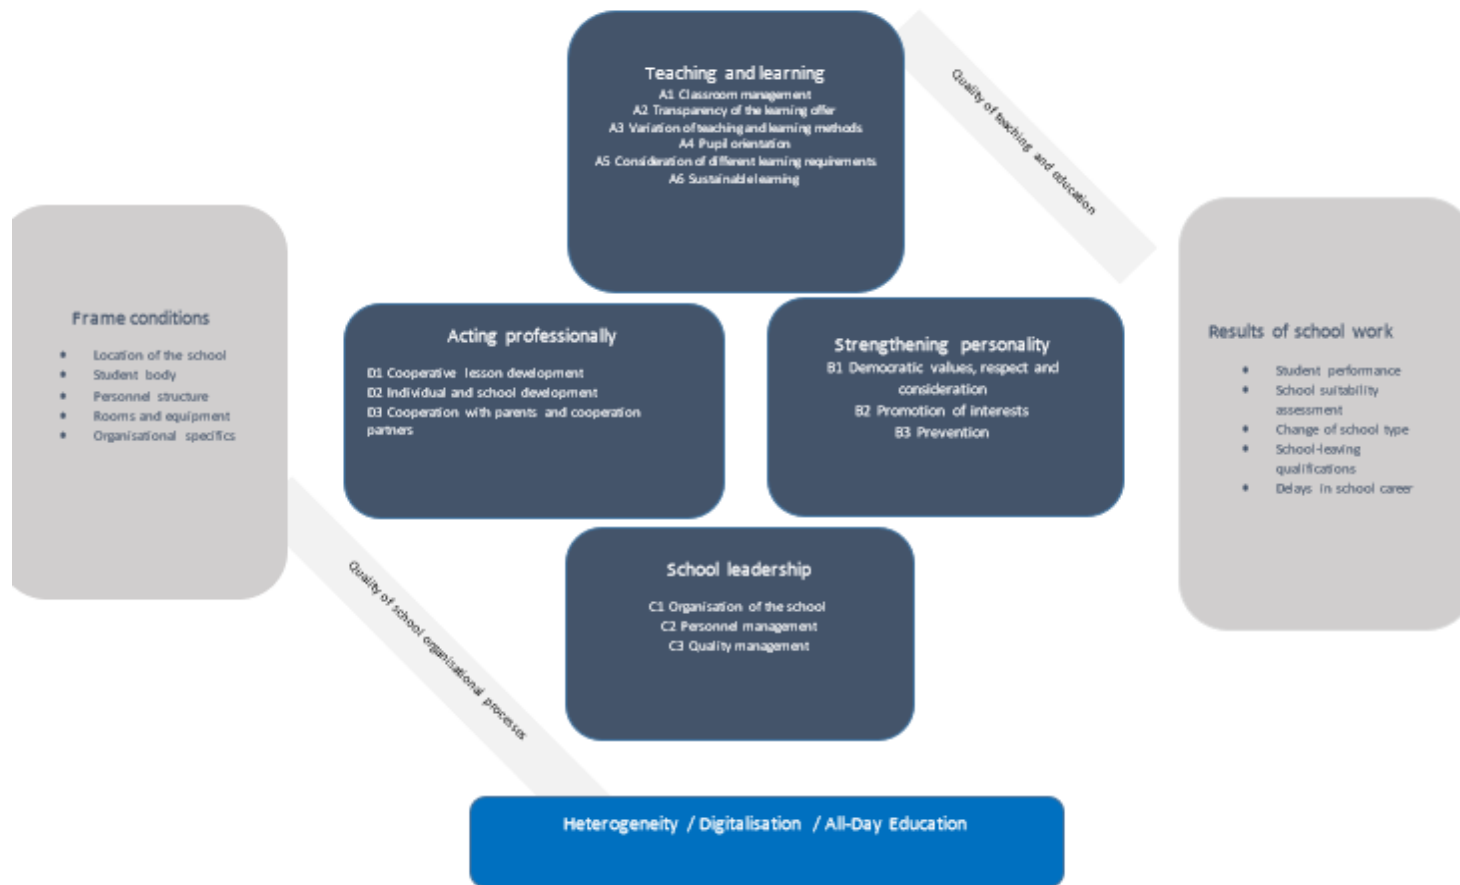 Teaching and learning
A1 Classroom management
A2 Transparency of the learning offer
A3 Variation of teaching and learning methods
A4 Pupil orientation
A5 Consideration of different learning requirements
A6 Sustainable learning
Quality of teaching and education
Frame conditions
• Location of the school
• Student body
• Personnel structure
• Rooms and equipment
• Organisational specifics
Acting professionally
D1 Cooperative lesson development
D2 Individual and school development
D3 Cooperation with parents and cooperation
partners
Strengthening personality
B1 Democratic values, respect and
consideration
B2 Promotion of interests
B3 Prevention
Results of school work
• Student performance
• School suitability
assessment
• Change of school type
• School-leaving
qualifications
• Delays in school career
School leadership
C1 Organisation of the school
C2 Personnel management
C3 Quality management
Quality of school organisational processes
Heterogeneity / Digitalisation / All-Day Education